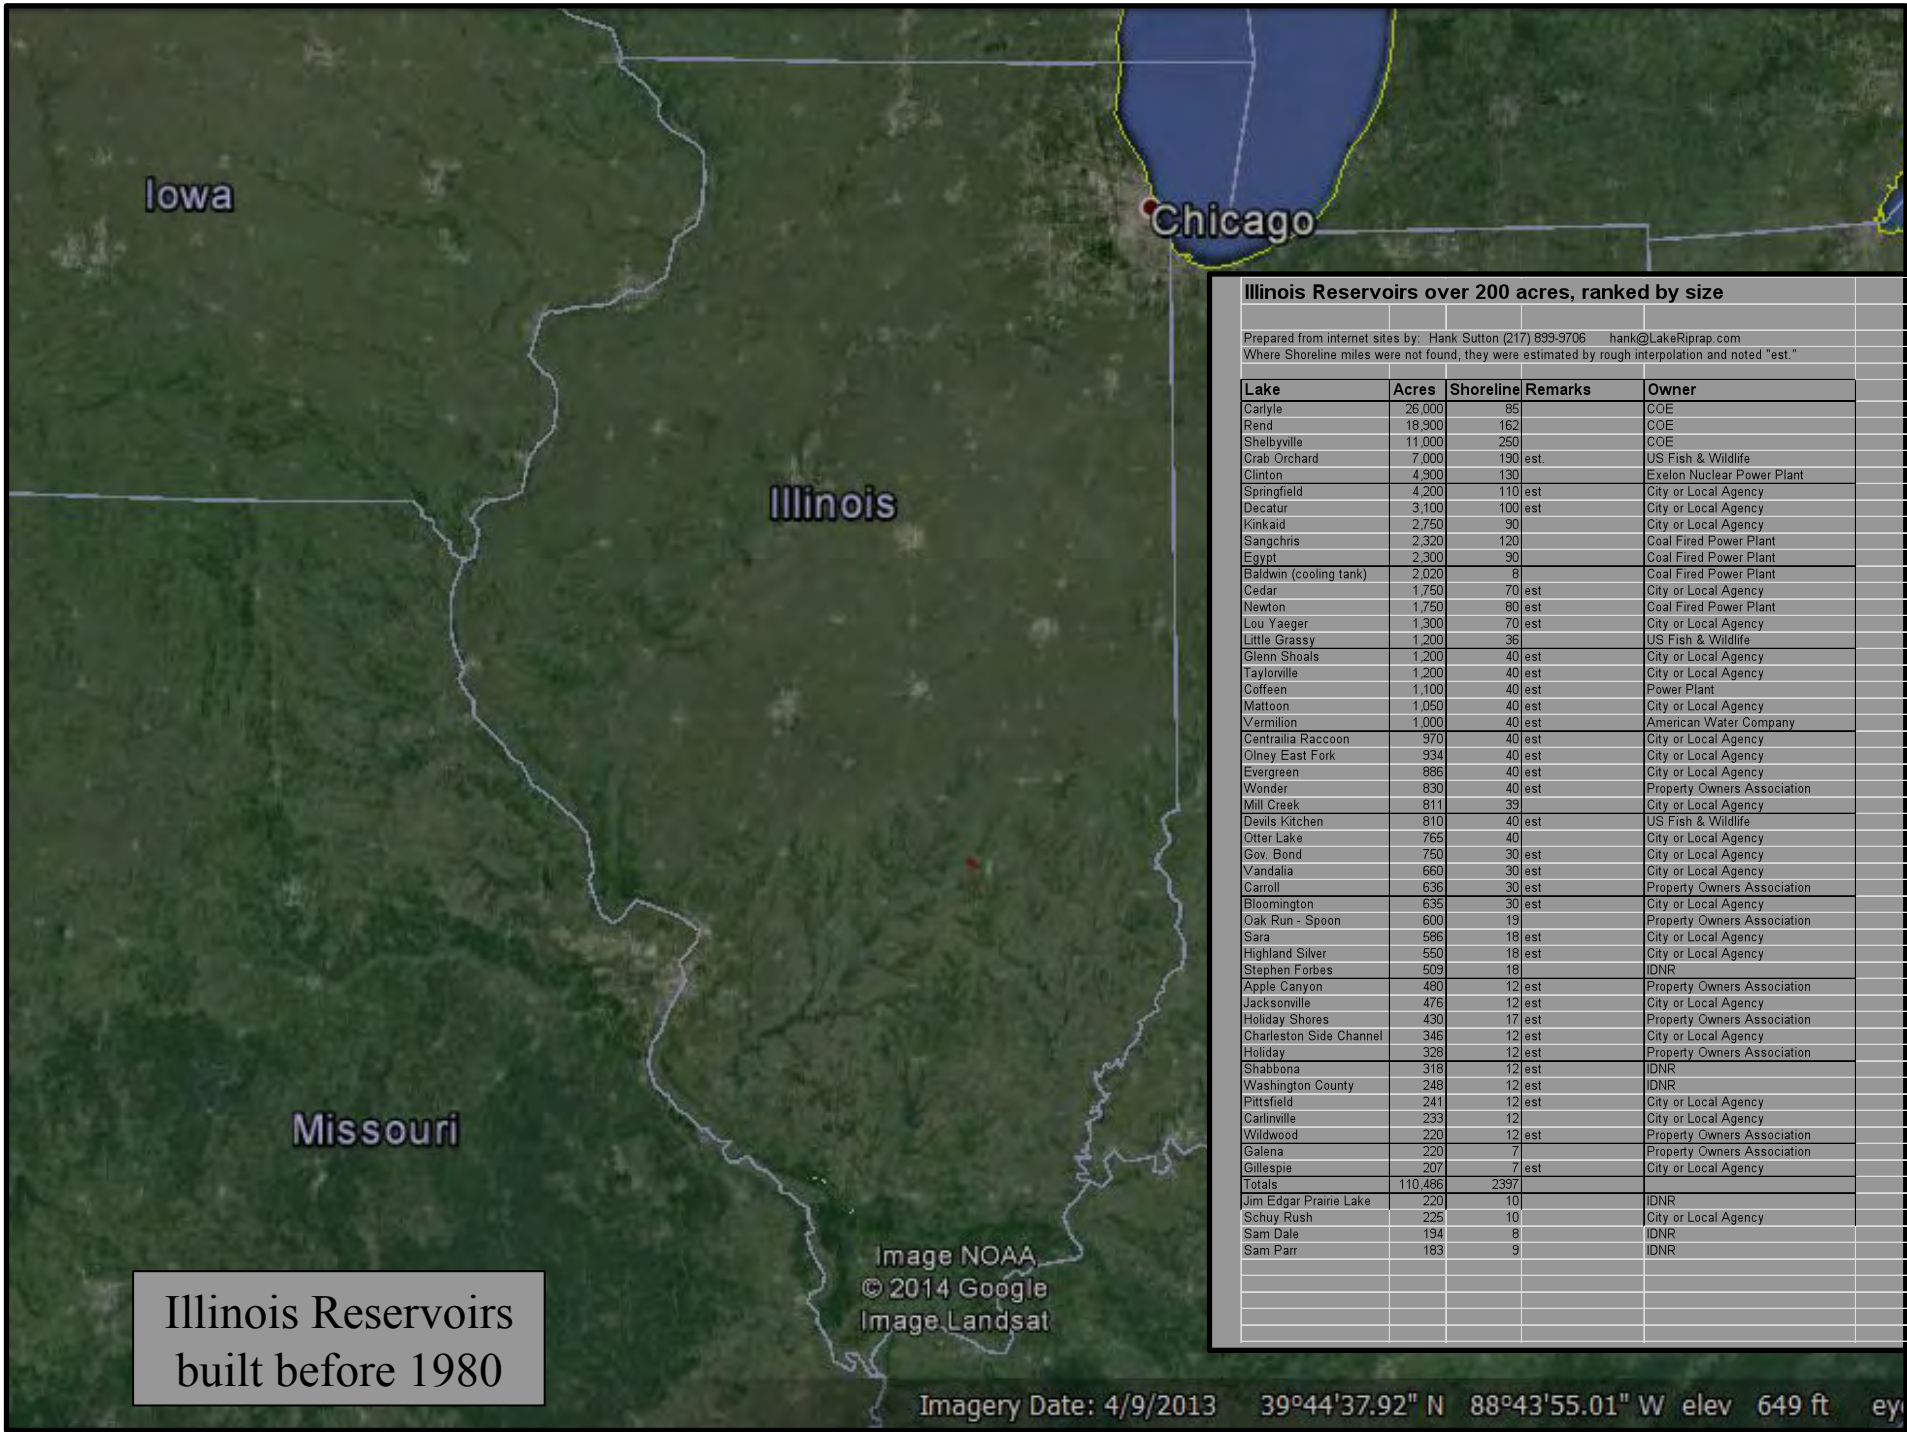 Iowa
Chicago
Illinois
Missouri
Illinois Reservoirs over 200 acres, ranked by size
Prepared from internet sites by: Hank Sutton (217) 899-9706 hank@LakeRiprap.com
Where Shoreline miles were not found, they were estimated by rough interpolation and noted "est."
Lake Acres Shoreline Remarks Owner
Carlyle 26,000 85 COE
Rend 18,900 162 COE
Shelbyville 11,000 250 COE
Crab Orchard 7,000 190 est. US Fish & Wildlife
Clinton 4,900 130 Exelon Nuclear Power Plant
Springfield 4,200 110 est City or Local Agency
Decatur 3,100 100 est City or Local Agency
Kinkaid 2,750 90 City or Local Agency
Sangchris 2,320 120 Coal Fired Power Plant
Egypt 2,300 90 Coal Fired Power Plant
Baldwin (cooling tank) 2,020 8 Coal Fired Power Plant
Cedar 1,750 70 est City or Local Agency
Newton 1,750 80 est Coal Fired Power Plant
Lou Yaeger 1,300 70 est City or Local Agency
Little Grassy 1,200 36 US Fish & Wildlife
Glenn Shoals 1,200 40 est City or Local Agency
Taylorville 1,200 40 est City or Local Agency
Coffeen 1,100 40 est Power Plant
Mattoon 1,050 40 est City or Local Agency
Vermilion 1,000 40 est American Water Company
Centrailia Raccoon 970 40 est City or Local Agency
Olney East Fork 934 40 est City or Local Agency
Evergreen 886 40 est City or Local Agency
Wonder 830 40 est Property Owners Association
Mill Creek 811 39 City or Local Agency
Devils Kitchen 810 40 est US Fish & Wildlife
Otter Lake 765 40 City or Local Agency
Gov. Bond 750 30 est City or Local Agency
Vandalia 660 30 est City or Local Agency
Carroll 636 30 est Property Owners Association
Bloomington 635 30 est City or Local Agency
Oak Run - Spoon 600 19 Property Owners Association
Sara 586 18 est City or Local Agency
Highland Silver 550 18 est City or Local Agency
Stephen Forbes 509 18 IDNR
Apple Canyon 480 12 est Property Owners Association
Jacksonville 476 12 est City or Local Agency
Holiday Shores 430 17 est Property Owners Association
Charleston Side Channel 346 12 est City or Local Agency
Holiday 328 12 est Property Owners Association
Shabbona 318 12 est IDNR
Washington County 248 12 est IDNR
Pittsfield 241 12 est City or Local Agency
Carlinville 233 12 City or Local Agency
Wildwood 220 12 est Property Owners Association
Galena 220 7 Property Owners Association
Gillespie 207 7 est City or Local Agency
Totals 110,486 2397
Jim Edgar Prairie Lake 220 10 IDNR
Schuy Rush 225 10 City or Local Agency
Sam Dale 194 8 IDNR
Sam Parr 183 9 IDNR
Image NOAA
© 2014 Google
Image Landsat
Illinois Reservoirs
built before 1980
Imagery Date: 4/9/2013 39°44'37.92" N 88°43'55.01" W elev 649 ft ey